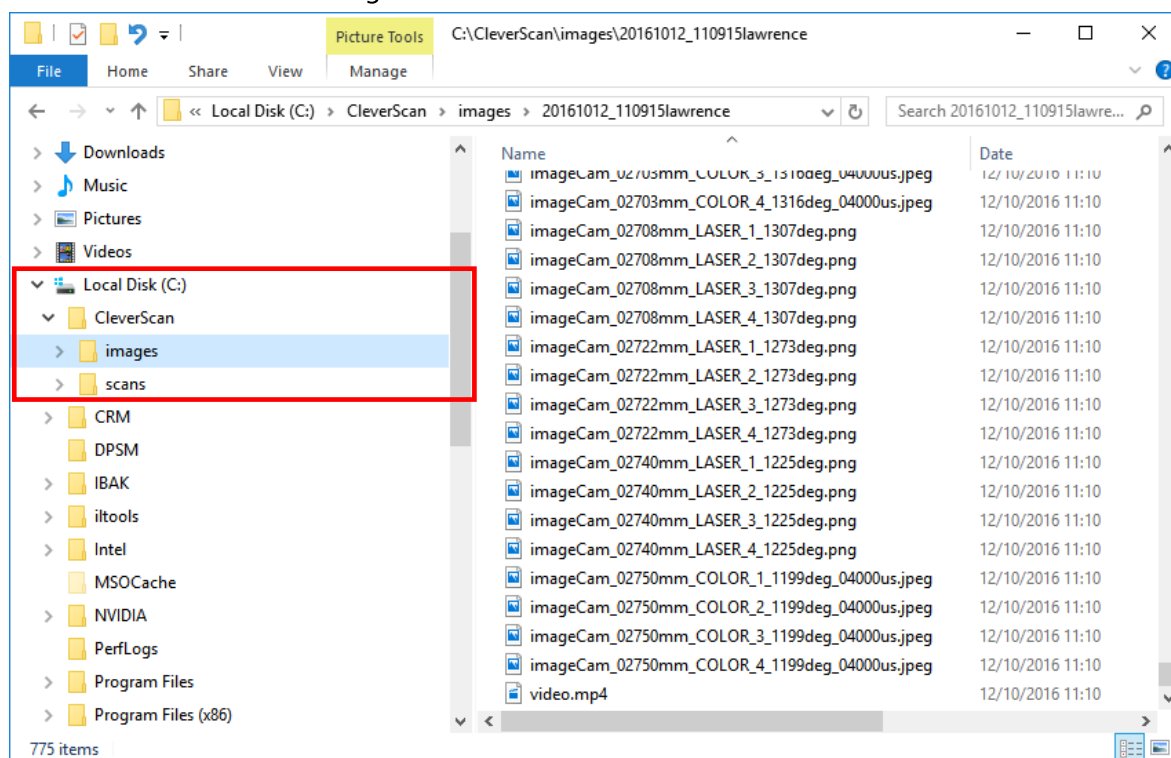 Picture Tools C:\CleverScan\images\20161012_110915lawrence
File Home Share View Manage
« Local Disk (C:) > CleverScan > images > 20161012_110915lawrence Search 20161012_110915lawre...
Downloads
Music
Pictures
Videos
Local Disk (C:)
CleverScan
images
scans
CRM
DPSM
IBAK
iltools
Intel
MSOCache
NVIDIA
PerfLogs
Program Files
Program Files (x86)
Name Date
imageCam_02703mm_COLOR_3_1316deg_04000us.jpeg 12/10/2016 11:10
imageCam_02703mm_COLOR_4_1316deg_04000us.jpeg 12/10/2016 11:10
imageCam_02708mm_LASER_1_1307deg.png 12/10/2016 11:10
imageCam_02708mm_LASER_2_1307deg.png 12/10/2016 11:10
imageCam_02708mm_LASER_3_1307deg.png 12/10/2016 11:10
imageCam_02708mm_LASER_4_1307deg.png 12/10/2016 11:10
imageCam_02722mm_LASER_1_1273deg.png 12/10/2016 11:10
imageCam_02722mm_LASER_2_1273deg.png 12/10/2016 11:10
imageCam_02722mm_LASER_3_1273deg.png 12/10/2016 11:10
imageCam_02722mm_LASER_4_1273deg.png 12/10/2016 11:10
imageCam_02740mm_LASER_1_1225deg.png 12/10/2016 11:10
imageCam_02740mm_LASER_2_1225deg.png 12/10/2016 11:10
imageCam_02740mm_LASER_3_1225deg.png 12/10/2016 11:10
imageCam_02740mm_LASER_4_1225deg.png 12/10/2016 11:10
imageCam_02750mm_COLOR_1_1199deg_04000us.jpeg 12/10/2016 11:10
imageCam_02750mm_COLOR_2_1199deg_04000us.jpeg 12/10/2016 11:10
imageCam_02750mm_COLOR_3_1199deg_04000us.jpeg 12/10/2016 11:10
imageCam_02750mm_COLOR_4_1199deg_04000us.jpeg 12/10/2016 11:10
video.mp4 12/10/2016 11:10
775 items